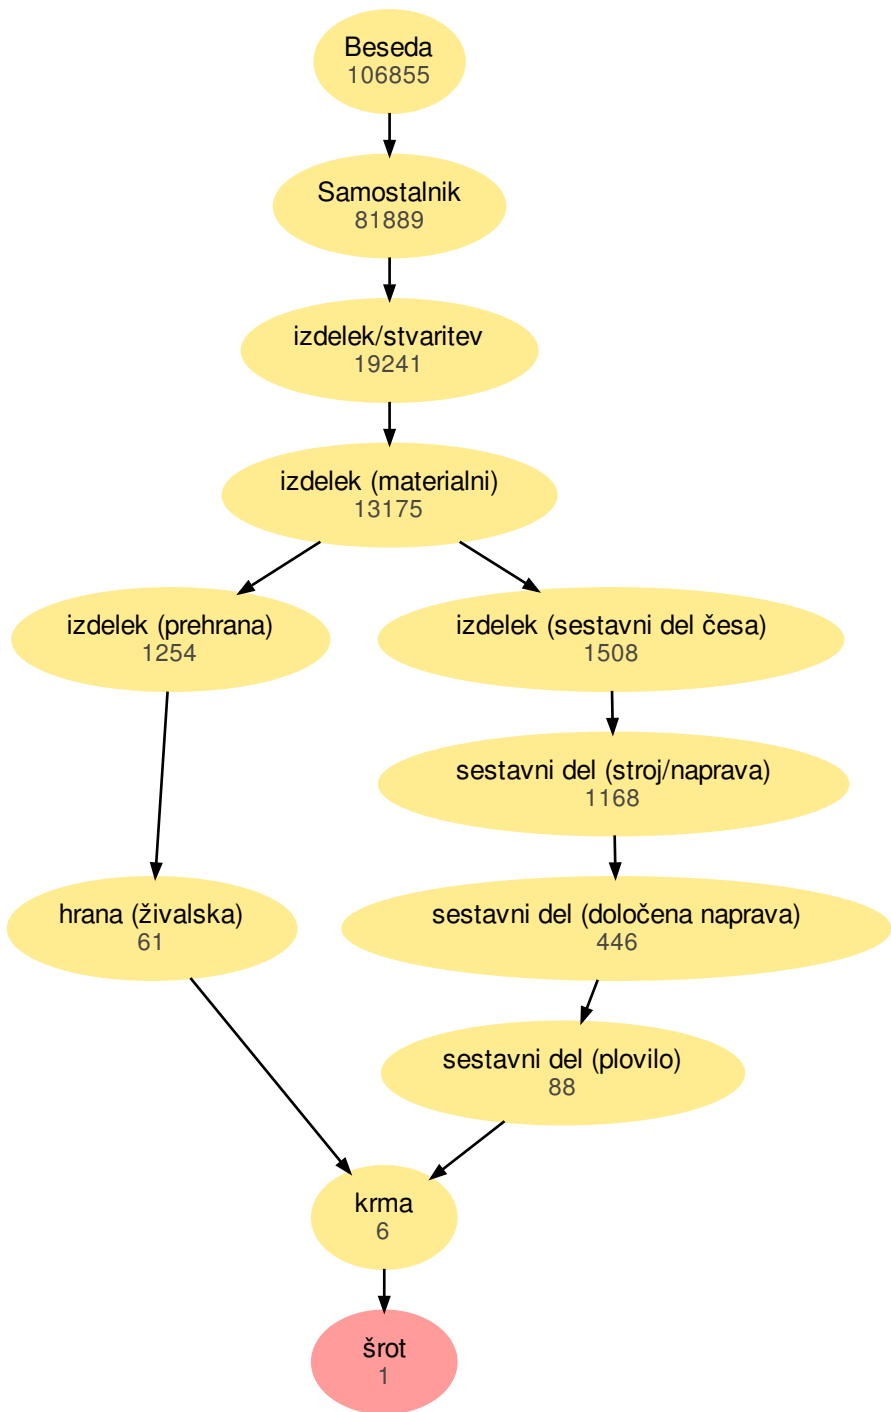 Beseda
106855
Samostalnik
81889
izdelek/stvaritev
19241
izdelek (materialni)
13175
izdelek (prehrana)
1254
izdelek (sestavni del česa)
1508
sestavni del (stroj/naprava)
1168
hrana (živalska)
61
sestavni del (določena naprava)
446
sestavni del (plovilo)
88
krma
6
šrot
1